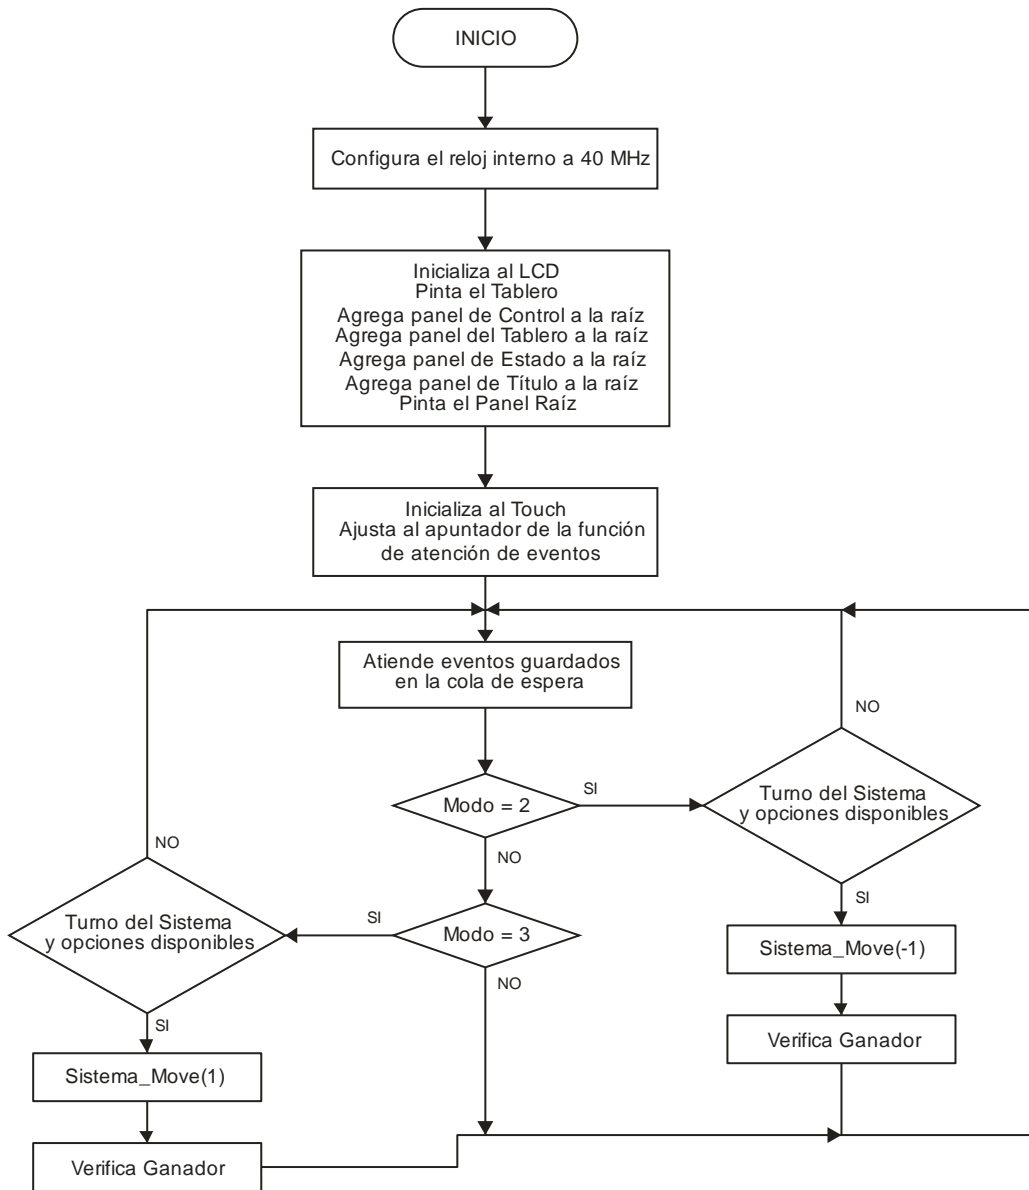 INICIO
Configura el reloj interno a 40 MHz
Inicializa al LCD
Pinta el Tablero
Agrega panel de Control a la raíz
Agrega panel del Tablero a la raíz
Agrega panel de Estado a la raíz
Agrega panel de Título a la raíz
Pinta el Panel Raíz
Inicializa al Touch
Ajusta al apuntador de la función
de atención de eventos
Atiende eventos guardados
en la cola de espera
NO
Modo = 2
SI
Turno del Sistema
y opciones disponibles
NO
NO
SI
Turno del Sistema
y opciones disponibles
SI
Modo = 3
Sistema_Move(-1)
NO
SI
Verifica Ganador
Sistema_Move(1)
Verifica Ganador